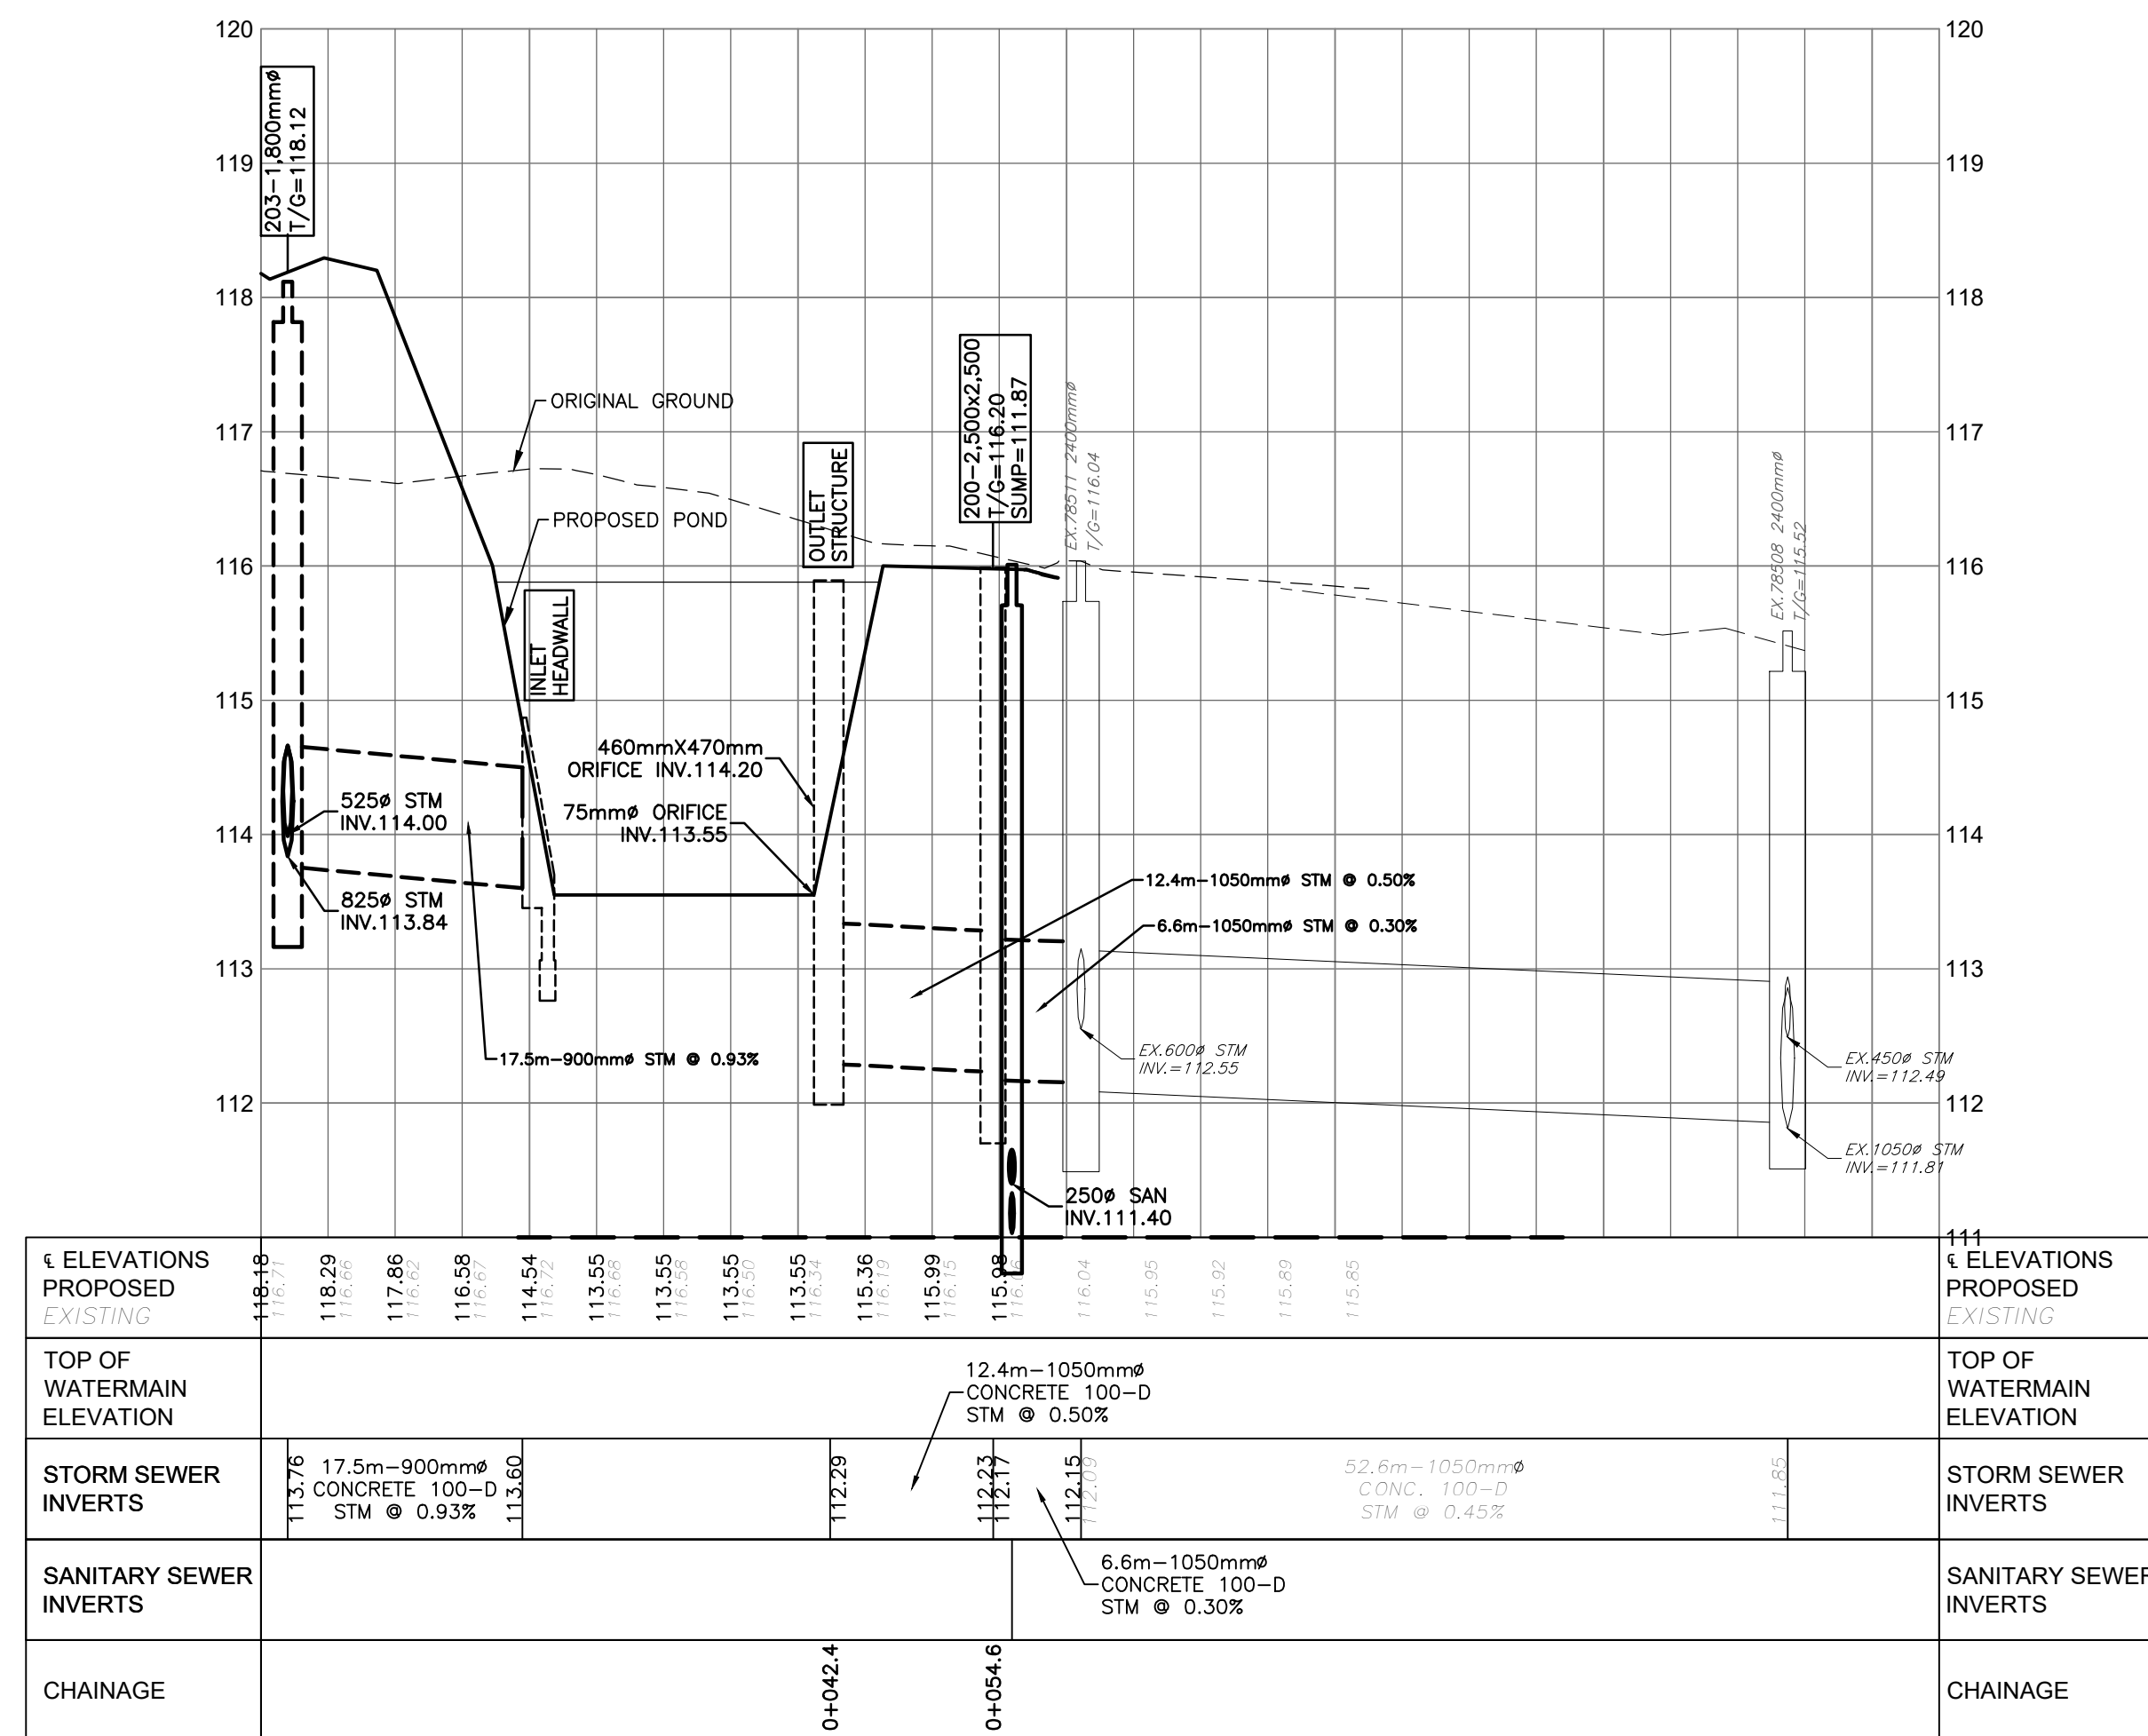 120
120
119
119
118
118
117
117
116
116
115
115
114
114
113
113
112
112
111
203-1,800mmø
T/G=118.12
ORIGINAL GROUND
PROPOSED POND
INLET
HEADWALL
OUTLET
STRUCTURE
200-2,500x2,500
T/G=116.20
SUMP=111.87
EX.78511 2400mmø
T/G=116.04
EX.78508 2400mmø
T/G=115.52
460mmX470mm
ORIFICE INV.114.20
75mmø ORIFICE
INV.113.55
525ø STM
INV.114.00
825ø STM
INV.113.84
12.4m-1050mmø STM @ 0.50%
6.6m-1050mmø STM @ 0.30%
17.5m-900mmø STM @ 0.93%
EX.600ø STM
INV.=112.55
EX.450ø STM
INV.=112.49
EX.1050ø STM
INV.=111.81
250ø SAN
INV.111.40
℄ ELEVATIONS
PROPOSED
EXISTING
118.18
116.71
118.29
116.66
117.86
116.62
116.58
116.67
114.54
116.72
113.55
116.68
113.55
116.58
113.55
116.50
113.55
116.34
115.36
116.19
115.99
116.15
115.98
116.06
116.04
115.95
115.92
115.89
115.85
℄ ELEVATIONS
PROPOSED
EXISTING
TOP OF
WATERMAIN
ELEVATION
12.4m-1050mmø
CONCRETE 100-D
STM @ 0.50%
TOP OF
WATERMAIN
ELEVATION
STORM SEWER
INVERTS
113.76
17.5m-900mmø
CONCRETE 100-D
STM @ 0.93%
113.60
112.29
112.23
112.17
112.15
112.09
52.6m-1050mmø
CONC. 100-D
STM @ 0.45%
111.85
STORM SEWER
INVERTS
SANITARY SEWER
INVERTS
6.6m-1050mmø
CONCRETE 100-D
STM @ 0.30%
SANITARY SEWER
INVERTS
CHAINAGE
0+042.4
0+054.6
CHAINAGE